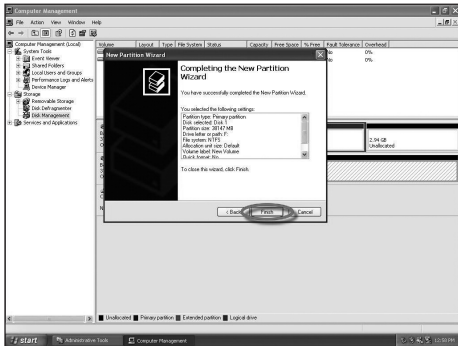 Computer Management
File Action View Window Help
Computer Management (Local)
System Tools
Event Viewer
Shared Folders
Local Users and Groups
Performance Logs and Alerts
Device Manager
Storage
Removable Storage
Disk Defragmenter
Disk Management
Services and Applications
Volume Layout Type File System Status Capacity Free Space % Free Fault Tolerance Overhead
No 0%
No 0%
New Partition Wizard
Completing the New Partition
Wizard
You have successfully completed the New Partition Wizard.
You selected the following settings:
Partition type: Primary partition
Disk selected: Disk 1
Partition size: 38147 MB
Drive letter or path: F:
File system: NTFS
Allocation unit size: Default
Volume label: New Volume
Quick format: No
To close this wizard, click Finish.
< Back Finish Cancel
2.94 GB
Unallocated
Unallocated Primary partition Extended partition Logical drive
start Administrative Tools Computer Management 12:58 PM